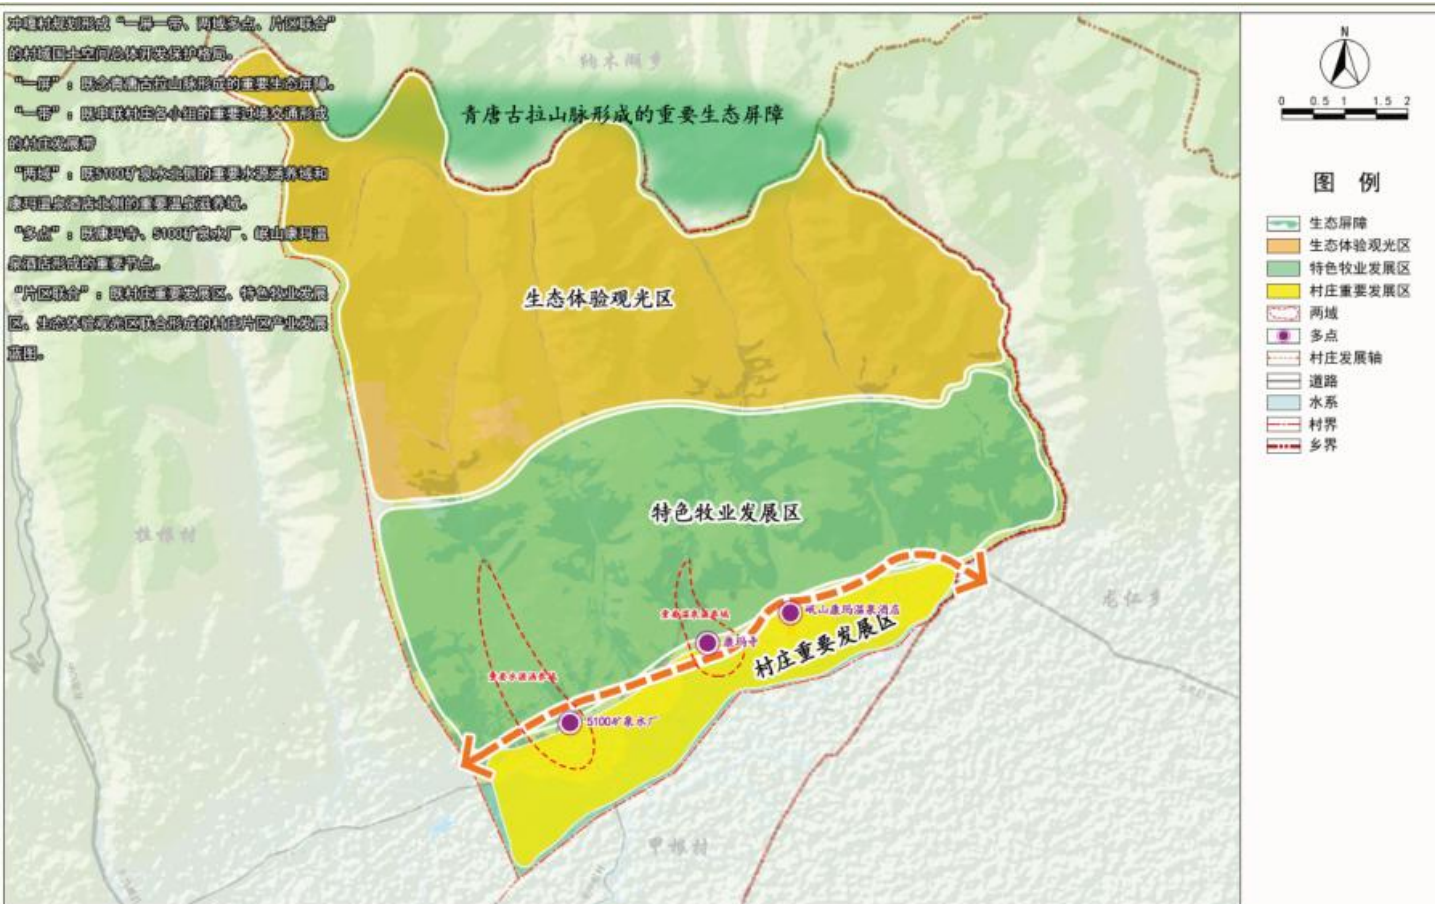 冲嘎村规划形成“一屏一带、两域多点、片区联合”
的村域国土空间总体开发保护格局。
“一屏”：既念青唐古拉山脉形成的重要生态屏障。
“一带”：既串联村庄各小组的重要过境交通形成
的村庄发展带
“两域”：既5100矿泉水北侧的重要水源涵养域和
康玛温泉酒店北侧的重要温泉滋养域。
“多点”：既康玛寺、5100矿泉水厂、岷山康玛温
泉酒店形成的重要节点。
“片区联合”：既村庄重要发展区、特色牧业发展
区、生态体验观光区联合形成的村庄片区产业发展
蓝图。
纳木湖乡
青唐古拉山脉形成的重要生态屏障
生态体验观光区
特色牧业发展区
拉根村
龙仁乡
岷山康玛温泉酒店
康玛寺
村庄重要发展区
重要水源涵养域
5100矿泉水厂
甲根村
N
0 0.5 1 1.5 2
图 例
生态屏障
生态体验观光区
特色牧业发展区
村庄重要发展区
两域
多点
村庄发展轴
道路
水系
村界
乡界